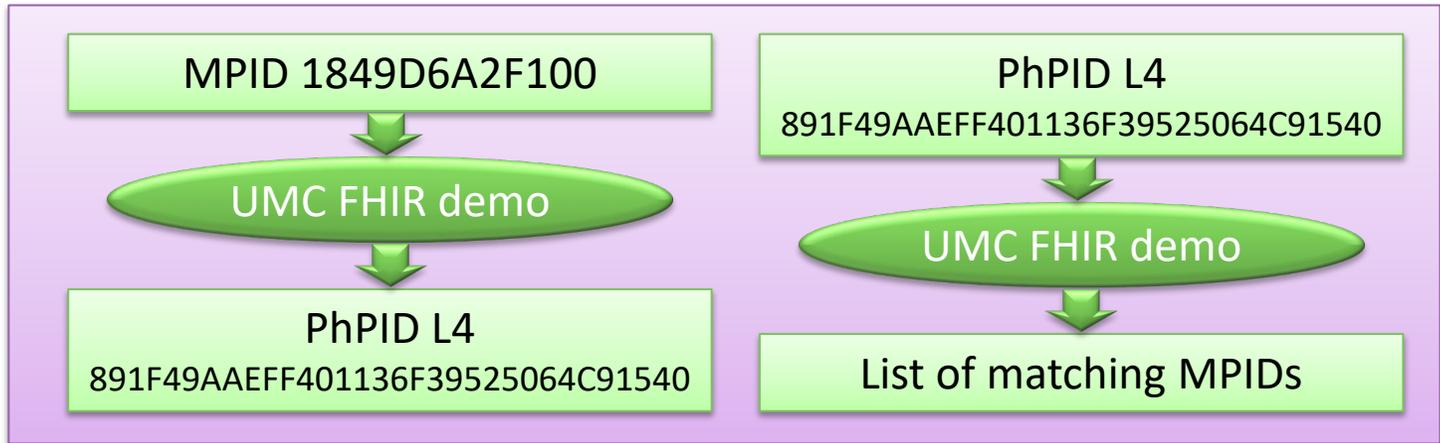 MPID 1849D6A2F100
UMC FHIR demo
PhPID L4
891F49AAEFF401136F39525064C91540
PhPID L4
891F49AAEFF401136F39525064C91540
UMC FHIR demo
List of matching MPIDs